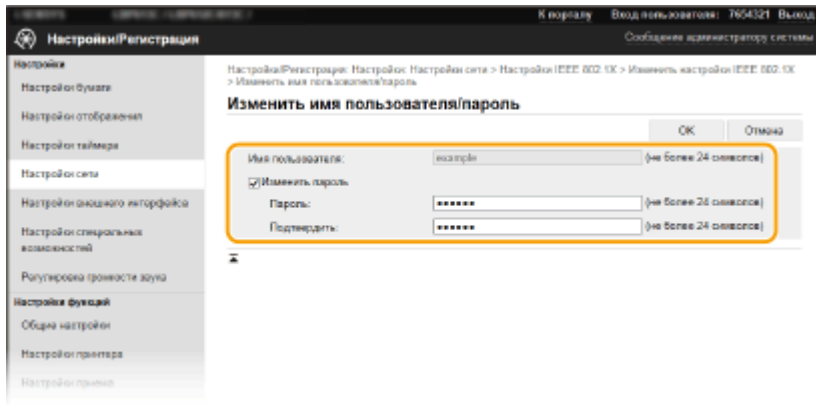 К порталу Вход пользователя: 7654321 Выход
Настройки/Регистрация Сообщение администратору системы
Настройки
Настройки бумаги
Настройки отображения
Настройки таймера
Настройки сети
Настройки внешнего интерфейса
Настройки специальных
возможностей
Регулировка громкости звука
Настройки функций
Общие настройки
Настройки принтера
Настройки приема
Настройки/Регистрация: Настройки: Настройки сети > Настройки IEEE 802.1X > Изменить настройки IEEE 802.1X
> Изменить имя пользователя/пароль
Изменить имя пользователя/пароль
OK Отмена
Имя пользователя: example (не более 24 символов)
Изменить пароль
Пароль: •••••• (не более 24 символов)
Подтвердить: •••••• (не более 24 символов)